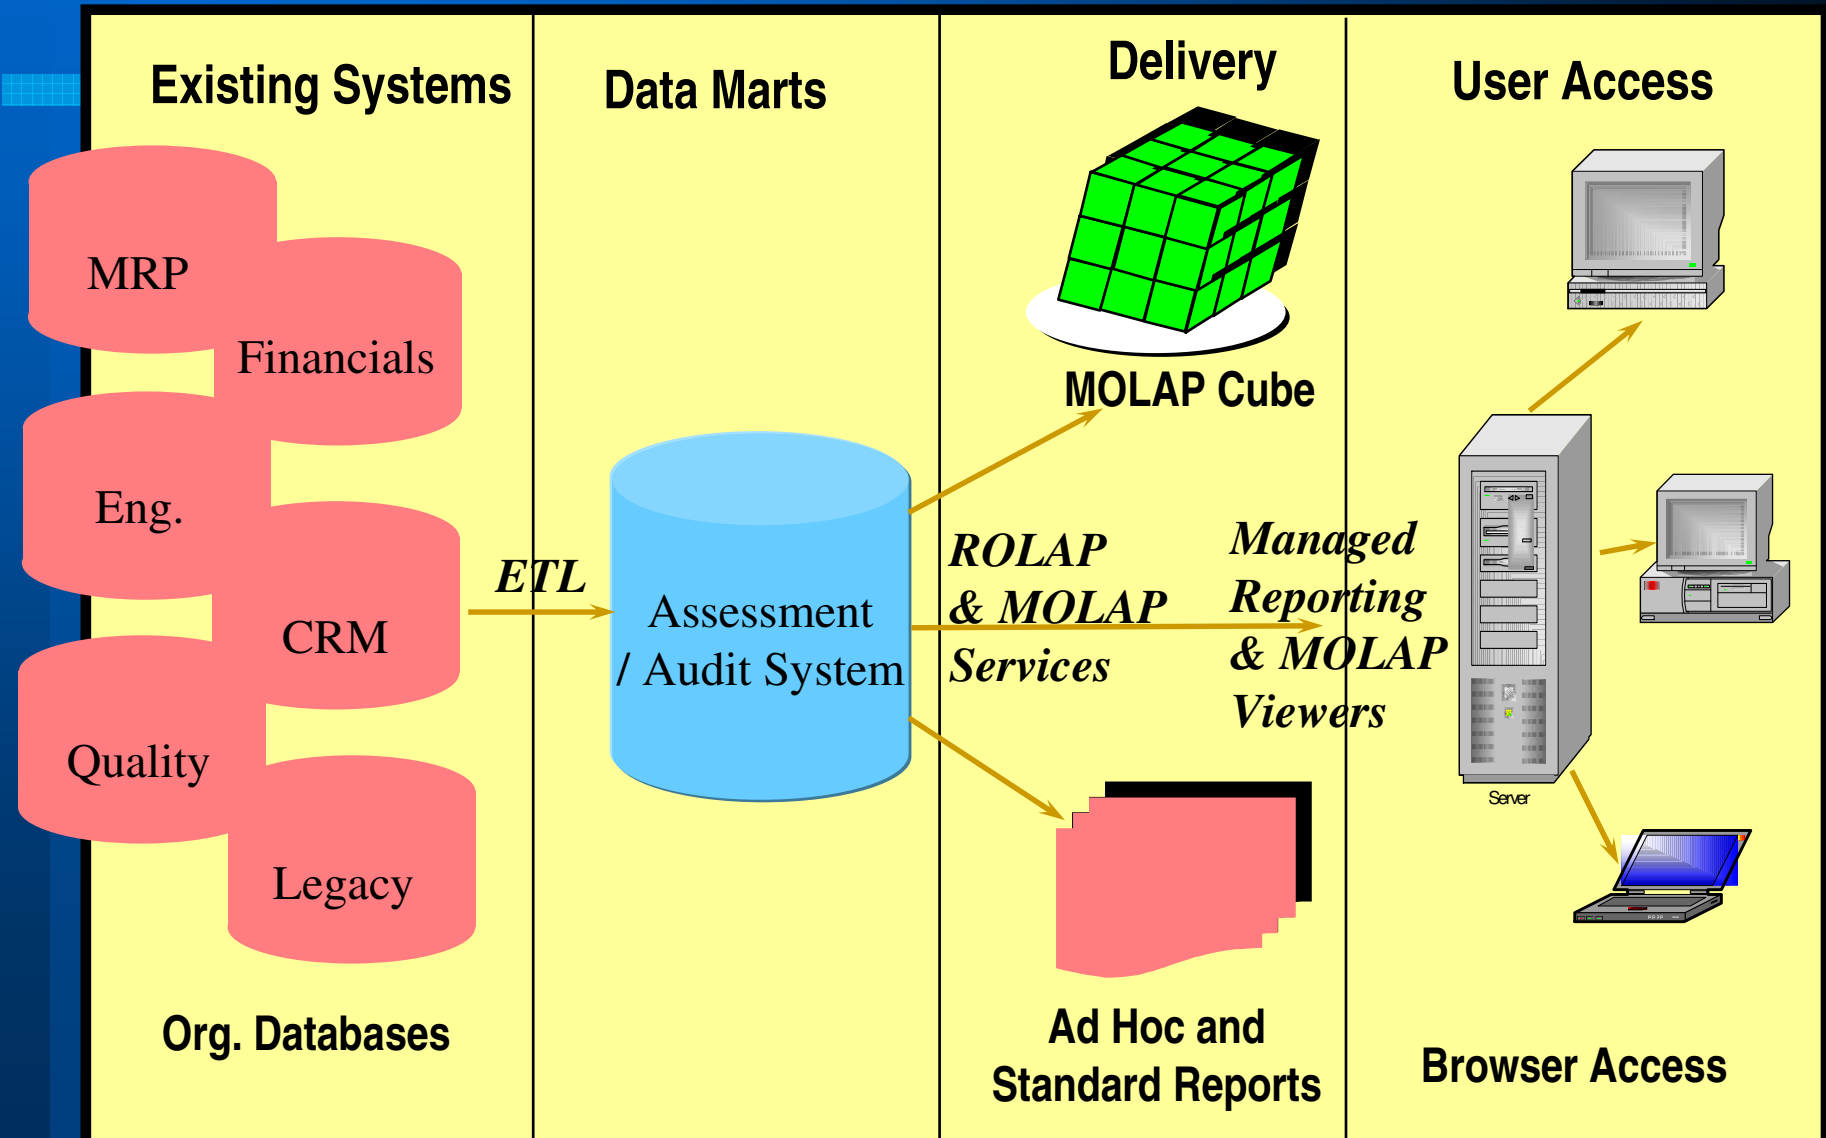 Existing Systems
Data Marts
Delivery
User Access
MRP
Financials
Eng.
CRM
Quality
Legacy
Org. Databases
ETL
Assessment
/ Audit System
MOLAP Cube
ROLAP
& MOLAP
Services
Managed
Reporting
& MOLAP
Viewers
Ad Hoc and
Standard Reports
Server
Browser Access